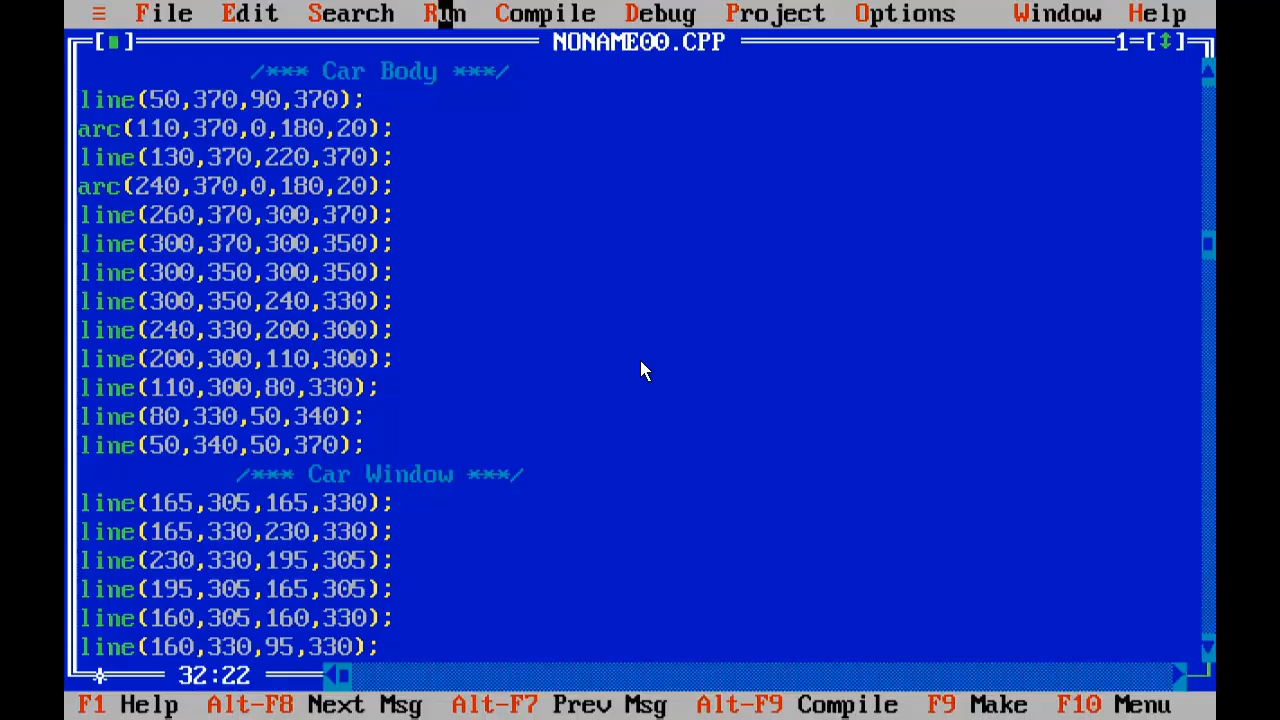 ≡ File Edit Search Run Compile Debug Project Options Window Help
[■] NONAME00.CPP 1=[↕]
/*** Car Body ***/
line(50,370,90,370);
arc(110,370,0,180,20);
line(130,370,220,370);
arc(240,370,0,180,20);
line(260,370,300,370);
line(300,370,300,350);
line(300,350,300,350);
line(300,350,240,330);
line(240,330,200,300);
line(200,300,110,300);
line(110,300,80,330);
line(80,330,50,340);
line(50,340,50,370);
/*** Car Window ***/
line(165,305,165,330);
line(165,330,230,330);
line(230,330,195,305);
line(195,305,165,305);
line(160,305,160,330);
line(160,330,95,330);
32:22
F1 Help Alt-F8 Next Msg Alt-F7 Prev Msg Alt-F9 Compile F9 Make F10 Menu